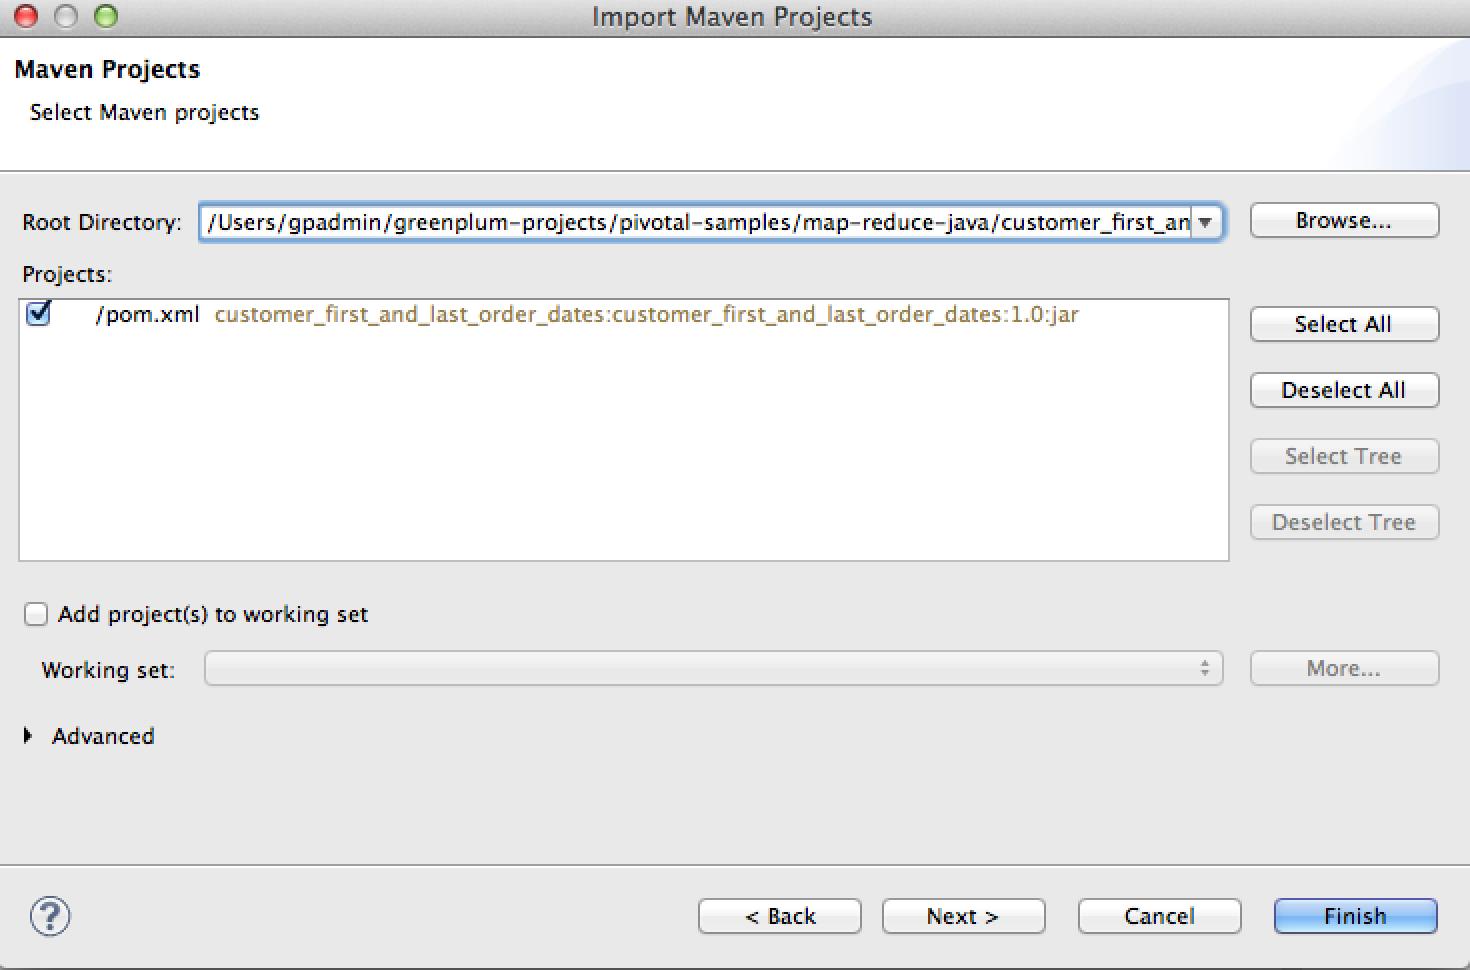 Import Maven Projects
Maven Projects
Select Maven projects
Root Directory: /Users/gpadmin/greenplum-projects/pivotal-samples/map-reduce-java/customer_first_an Browse...
Projects:
/pom.xml customer_first_and_last_order_dates:customer_first_and_last_order_dates:1.0:jar
Select All
Deselect All
Select Tree
Deselect Tree
Add project(s) to working set
Working set: More...
Advanced
? < Back Next > Cancel Finish